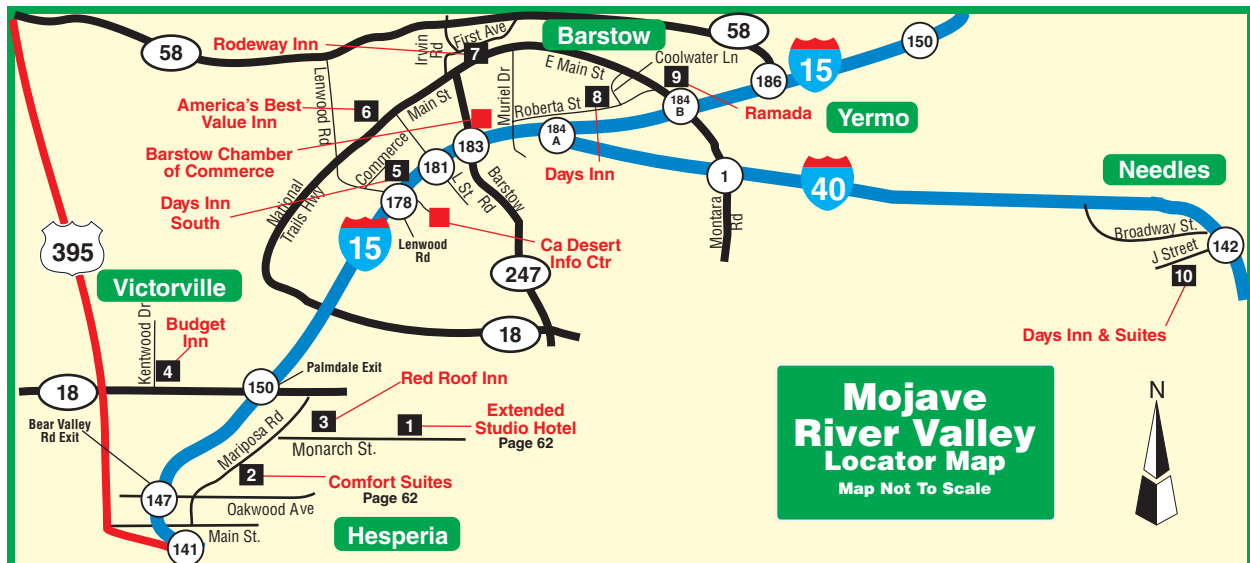 58
Rodeway Inn
Irwin
Rd
First Ave
7
Barstow
58
Coolwater Ln
150
15
Lenwood Rd
Muriel Dr
E Main St
9
186
America's Best
Value Inn
6
Main St
Roberta St
8
184
B
Ramada
Yermo
Barstow Chamber
of Commerce
Commerce
183
184
A
Days Inn
5
181
1
40
Needles
Days Inn
South
178
L St.
Barstow
Rd
National
Trails Hwy
15
Lenwood
Rd
Ca Desert
Info Ctr
Montara
Rd
Broadway St.
142
J Street
10
395
247
Victorville
18
Days Inn & Suites
Kentwood Dr
Budget
Inn
4
Palmdale Exit
18
150
Red Roof Inn
Bear Valley
Rd Exit
Mariposa Rd
3
1
Extended
Studio Hotel
Page 62
Monarch St.
2
Comfort Suites
Page 62
147
Oakwood Ave
Main St.
141
Hesperia
Mojave
River Valley
Locator Map
Map Not To Scale
N